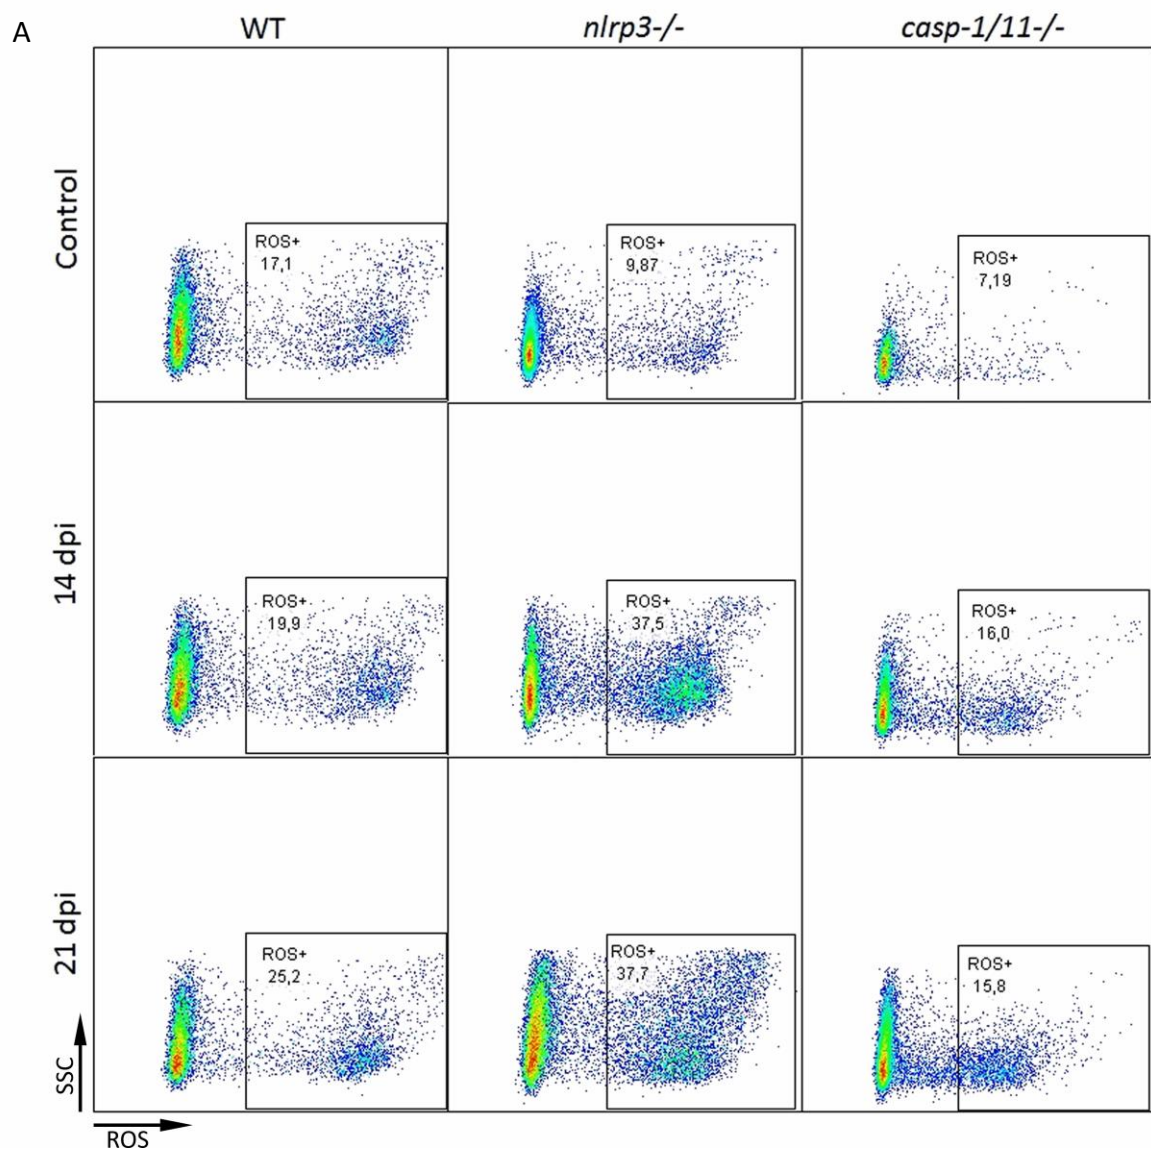 A
WT
nlrp3-/-
casp-1/11-/-
Control
ROS+
17,1
ROS+
9,87
ROS+
7,19
14 dpi
ROS+
19,9
ROS+
37,5
ROS+
16,0
21 dpi
ROS+
25,2
ROS+
37,7
ROS+
15,8
SSC
ROS